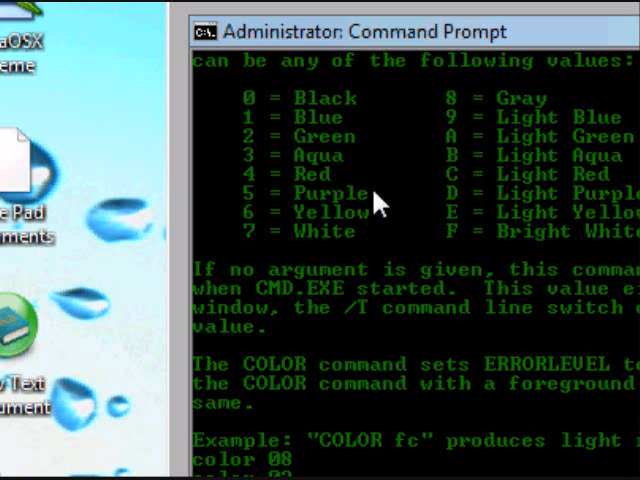 aOSX
eme
e Pad
ments
Text
ument
C:\.
Administrator: Command Prompt
can be any of the following values:
0 = Black 8 = Gray
1 = Blue 9 = Light Blue
2 = Green A = Light Green
3 = Aqua B = Light Aqua
4 = Red C = Light Red
5 = Purple D = Light Purple
6 = Yellow E = Light Yello
7 = White F = Bright White
If no argument is given, this comma
when CMD.EXE started. This value
window, the /T command line switch
value.
The COLOR command sets ERRORLEVEL to
the COLOR command with a foreground
same.
Example: "COLOR fc" produces light
color 08